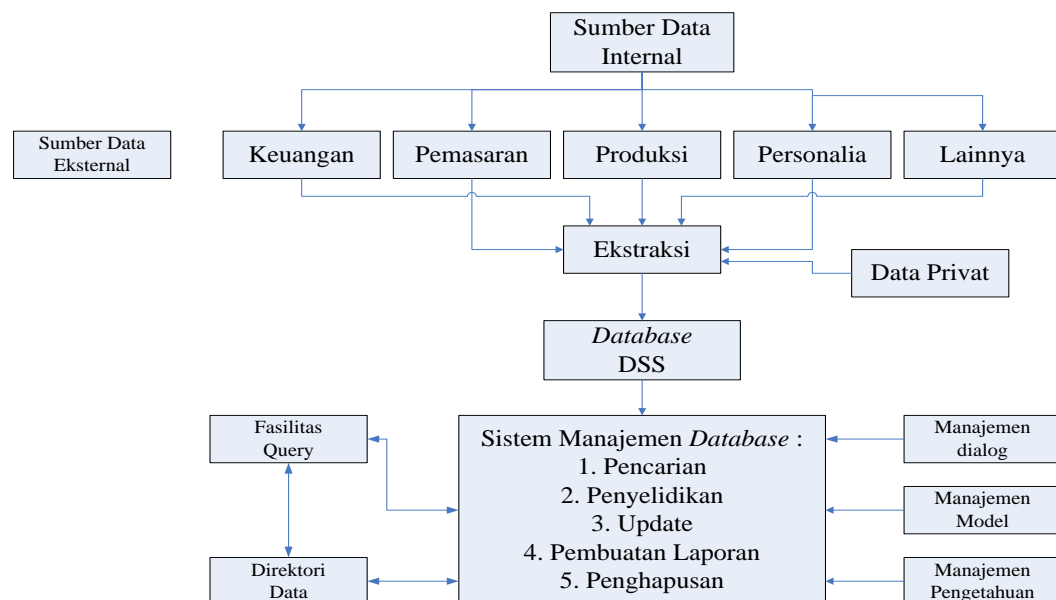 Sumber Data
Internal
Sumber Data
Eksternal
Keuangan
Pemasaran
Produksi
Personalia
Lainnya
Ekstraksi
Data Privat
Database
DSS
Fasilitas
Query
Sistem Manajemen Database :
1. Pencarian
2. Penyelidikan
3. Update
4. Pembuatan Laporan
5. Penghapusan
Manajemen
dialog
Manajemen
Model
Direktori
Data
Manajemen
Pengetahuan